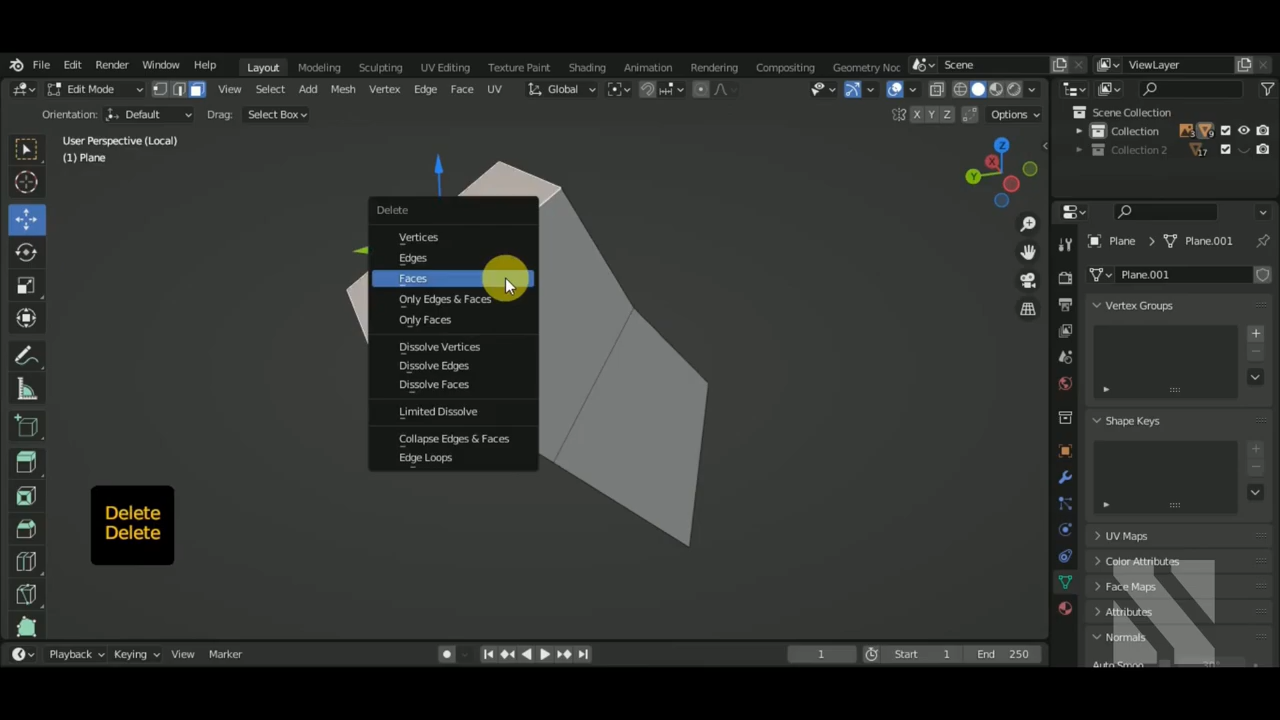 File Edit Render Window Help Layout Modeling Sculpting UV Editing Texture Paint Shading Animation Rendering Compositing Geometry Noc Scene ViewLayer
Edit Mode View Select Add Mesh Vertex Edge Face UV Global
Orientation: Default Drag: Select Box X Y Z Options
Scene Collection
Collection 3 9
Collection 2 17
User Perspective (Local)
(1) Plane
Z
X
Y
Delete
Vertices
Edges
Faces
Only Edges & Faces
Only Faces
Dissolve Vertices
Dissolve Edges
Dissolve Faces
Limited Dissolve
Collapse Edges & Faces
Edge Loops
Delete
Delete
Plane Plane.001
Plane.001
Vertex Groups
Shape Keys
UV Maps
Color Attributes
Face Maps
Attributes
Normals
Playback Keying View Marker 1 Start 1 End 250